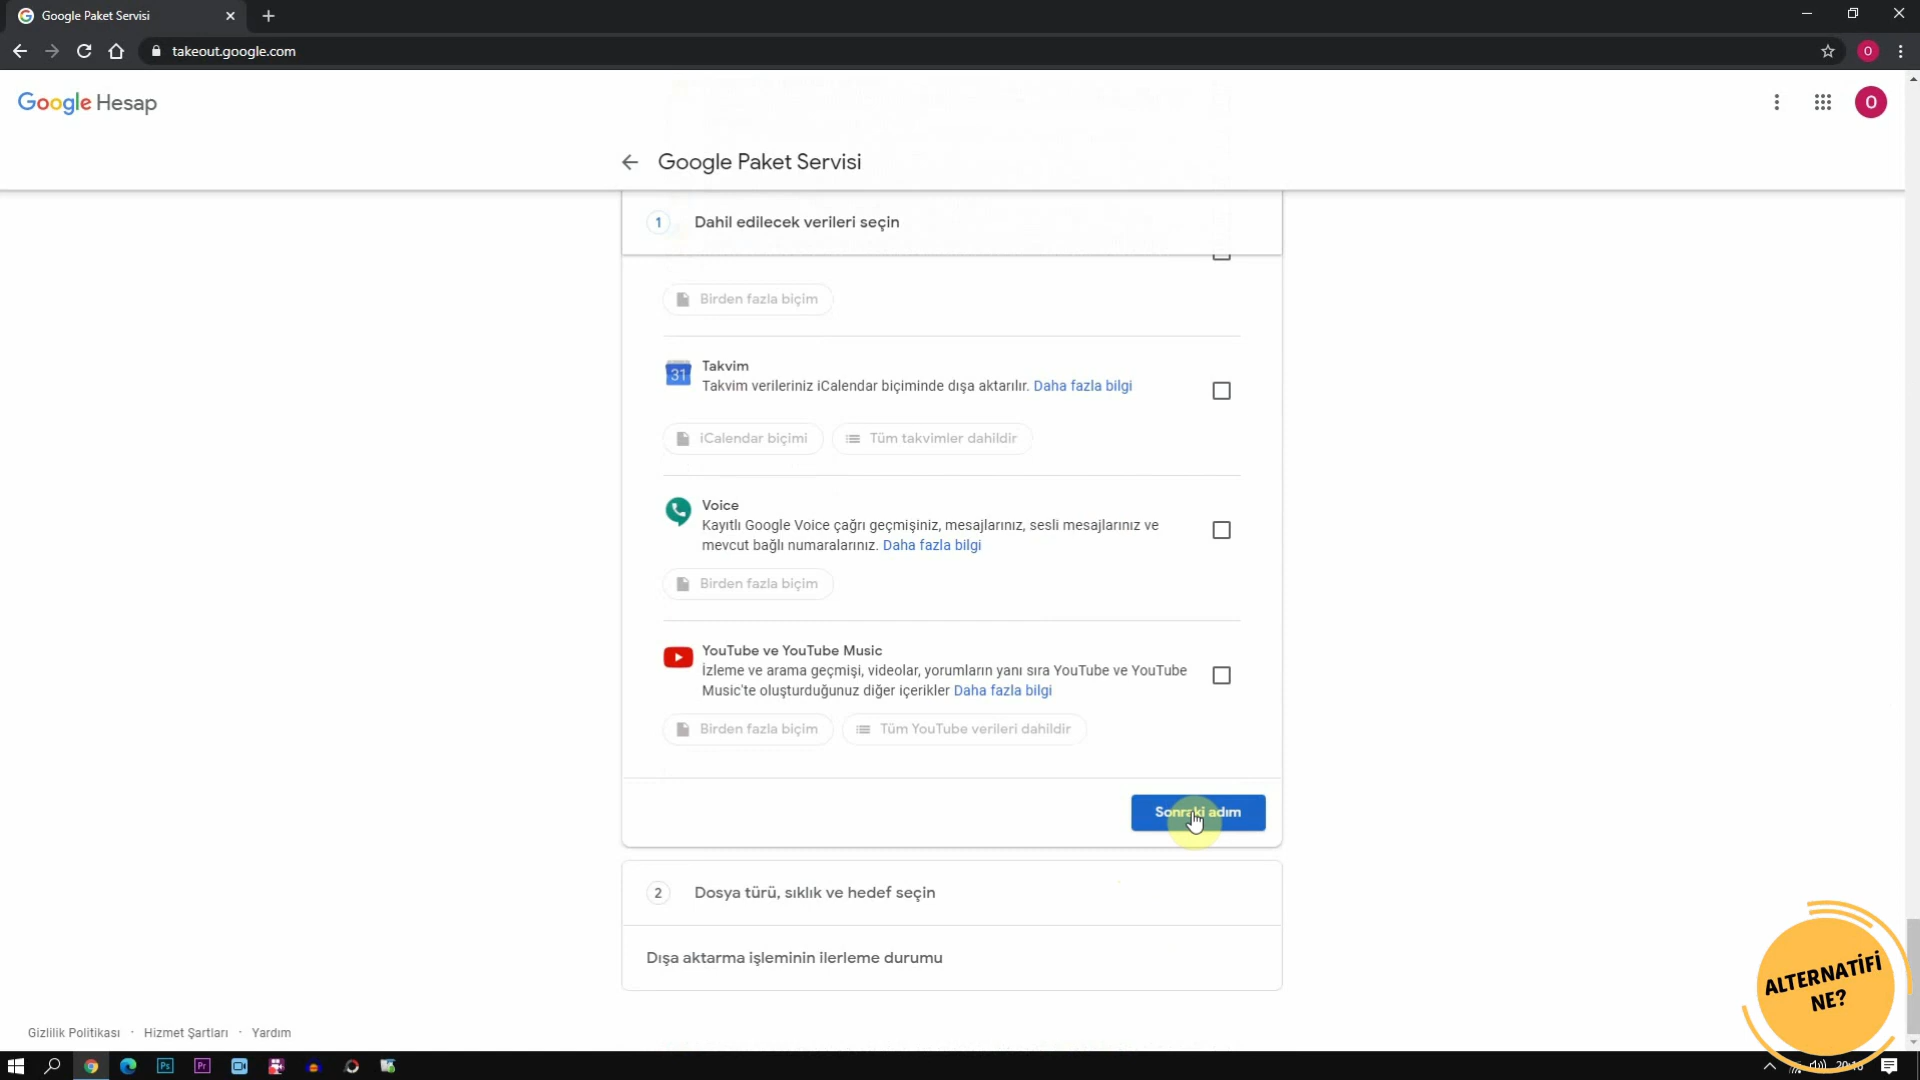 Google Paket Servisi
takeout.google.com
O
Google Hesap
O
Google Paket Servisi
1 Dahil edilecek verileri seçin
Birden fazla biçim
31
Takvim
Takvim verileriniz iCalendar biçiminde dışa aktarılır. Daha fazla bilgi
iCalendar biçimi Tüm takvimler dahildir
Voice
Kayıtlı Google Voice çağrı geçmişiniz, mesajlarınız, sesli mesajlarınız ve
mevcut bağlı numaralarınız. Daha fazla bilgi
Birden fazla biçim
YouTube ve YouTube Music
İzleme ve arama geçmişi, videolar, yorumların yanı sıra YouTube ve YouTube
Music'te oluşturduğunuz diğer içerikler Daha fazla bilgi
Birden fazla biçim Tüm YouTube verileri dahildir
Sonraki adım
2 Dosya türü, sıklık ve hedef seçin
Dışa aktarma işleminin ilerleme durumu
ALTERNATİFİ
NE?
Gizlilik Politikası · Hizmet Şartları · Yardım
Ps
Pr